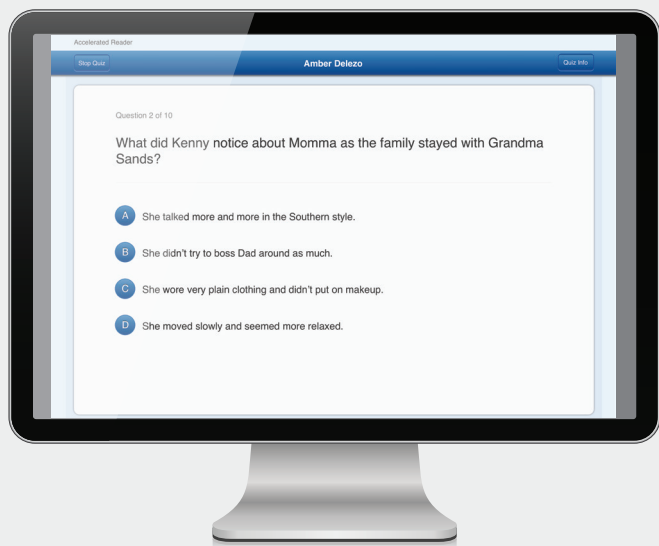 Accelerated Reader
Stop Quiz
Amber Delezo
Quiz Info
Question 2 of 10
What did Kenny notice about Momma as the family stayed with Grandma
Sands?
A She talked more and more in the Southern style.
B She didn't try to boss Dad around as much.
C She wore very plain clothing and didn't put on makeup.
D She moved slowly and seemed more relaxed.